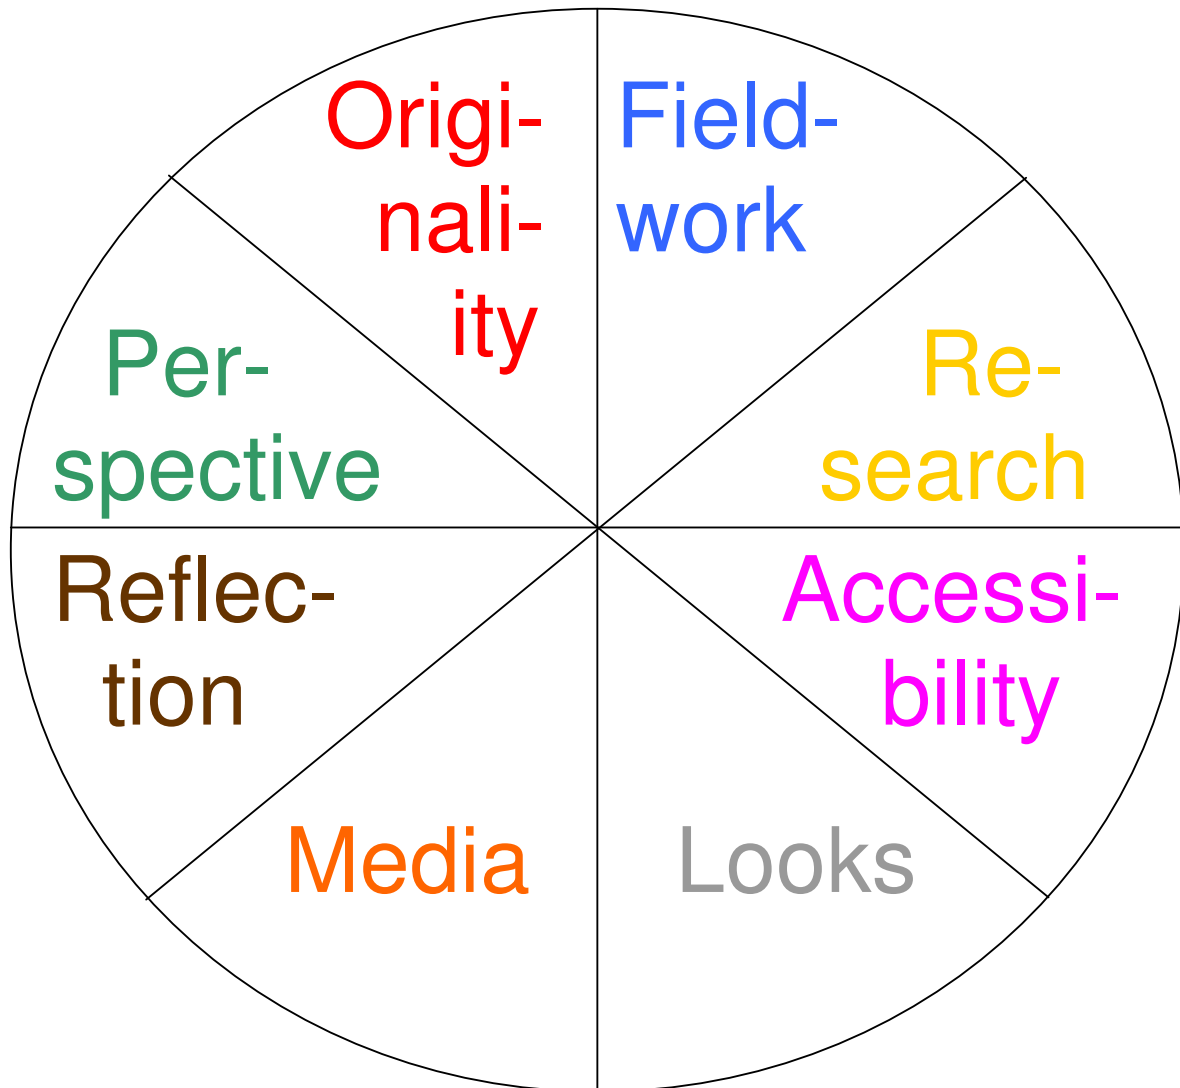 Origi-
nali-
ity
Field-
work
Per-
spective
Re-
search
Reflec-
tion
Accessi-
bility
Media
Looks